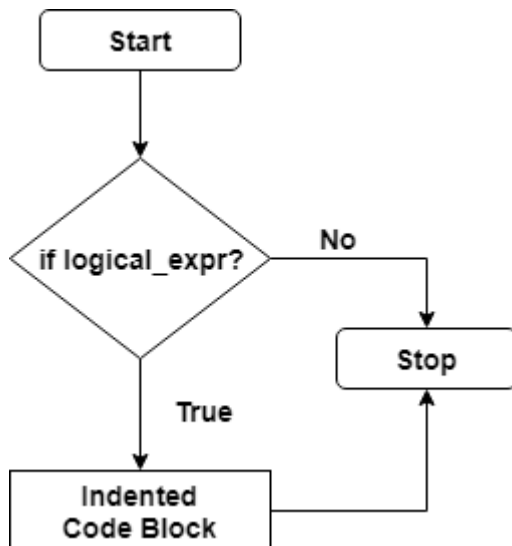 Start
if logical_expr?
No
Stop
True
Indented
Code Block